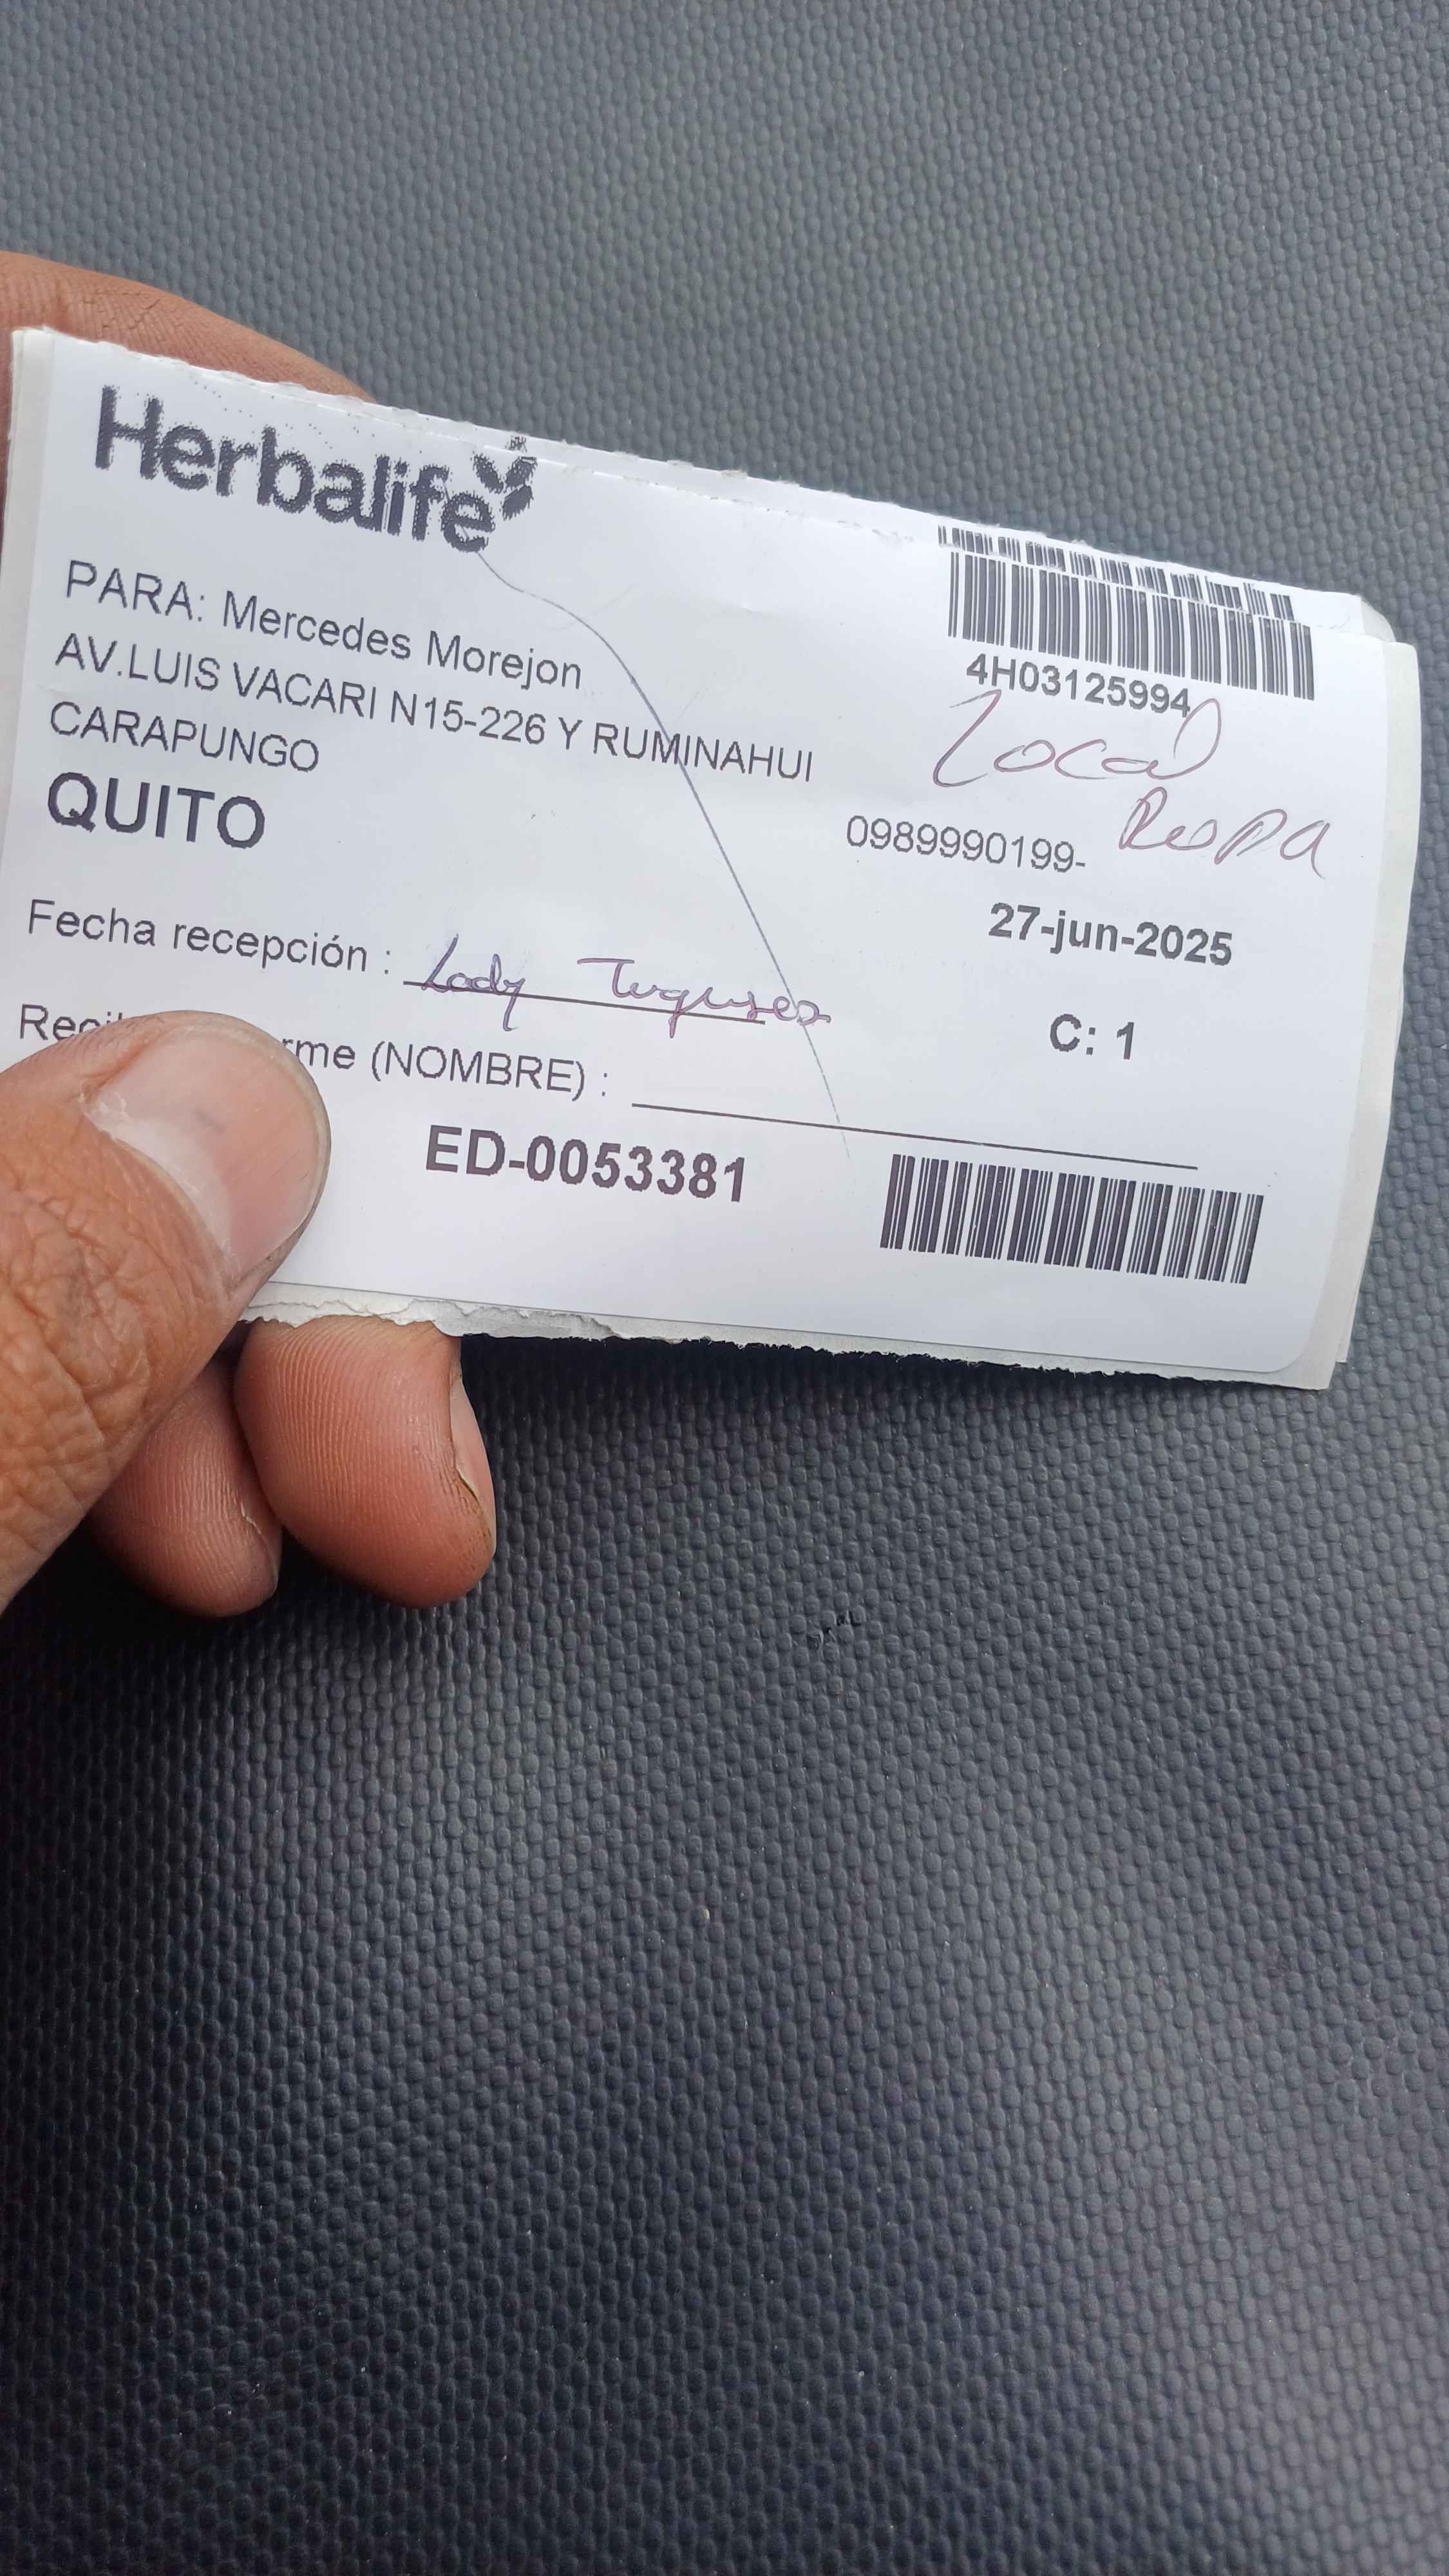 Herbalife
4H03125994
PARA: Mercedes Morejon
AV.LUIS VACARI N15-226 Y RUMINAHUI
CARAPUNGO
QUITO
Local
Ropa
0989990199-
27-jun-2025
Fecha recepción : Lady
C: 1
(NOMBRE) :
ED-0053381